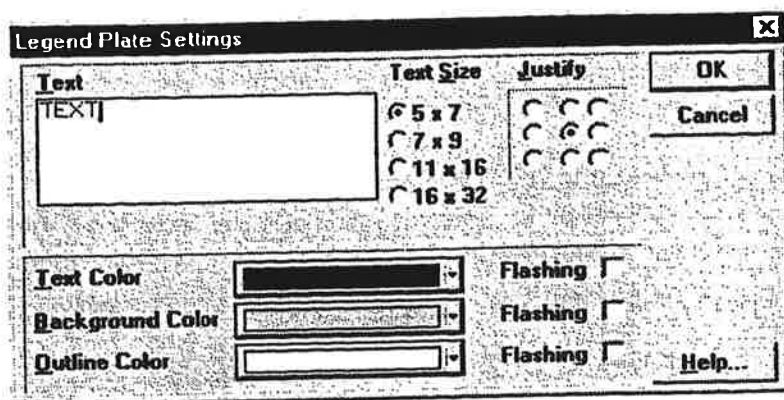 Legend Plate Settings
Text
TEXT
Text Size
5 x 7
7 x 9
11 x 16
16 x 32
Justify
OK
Cancel
Text Color
Flashing
Background Color
Flashing
Outline Color
Flashing
Help...